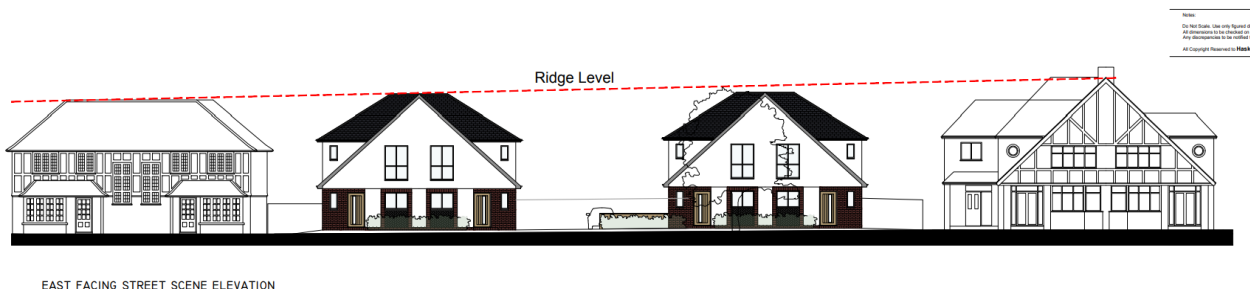 Notes:
Do Not Scale. Use only figured d
All dimensions to be checked on
Any discrepancies to be notified
All Copyright Reserved to Hask
Ridge Level
EAST FACING STREET SCENE ELEVATION